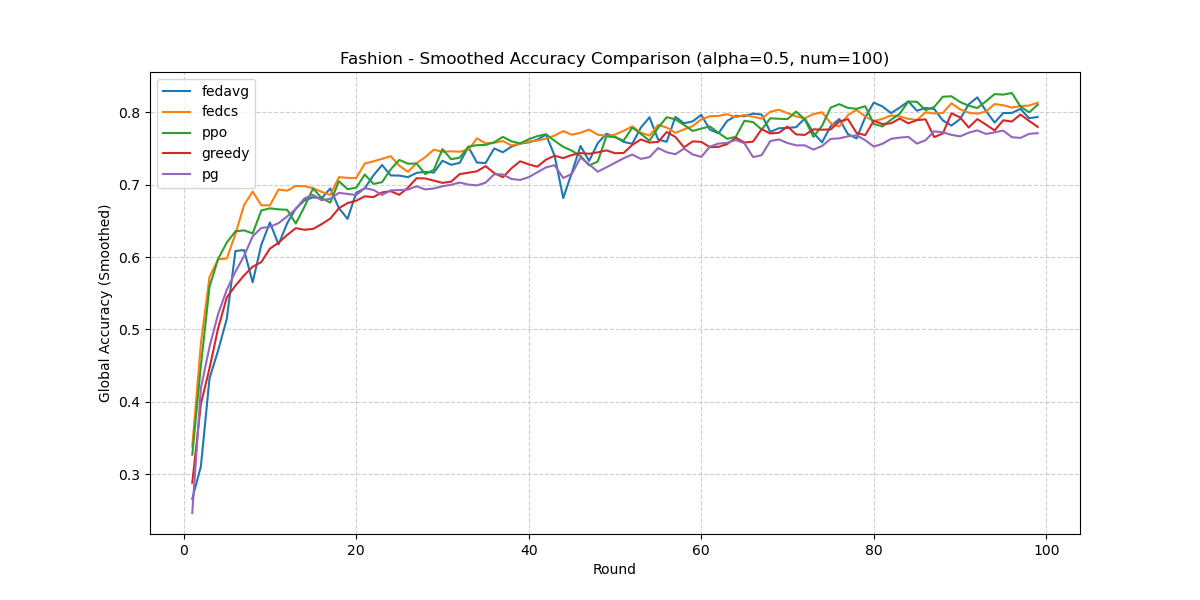 Fashion - Smoothed Accuracy Comparison (alpha=0.5, num=100)
fedavg
fedcs
ppo
greedy
pg
Global Accuracy (Smoothed)
0.8
0.7
0.6
0.5
0.4
0.3
0
20
40
60
80
100
Round